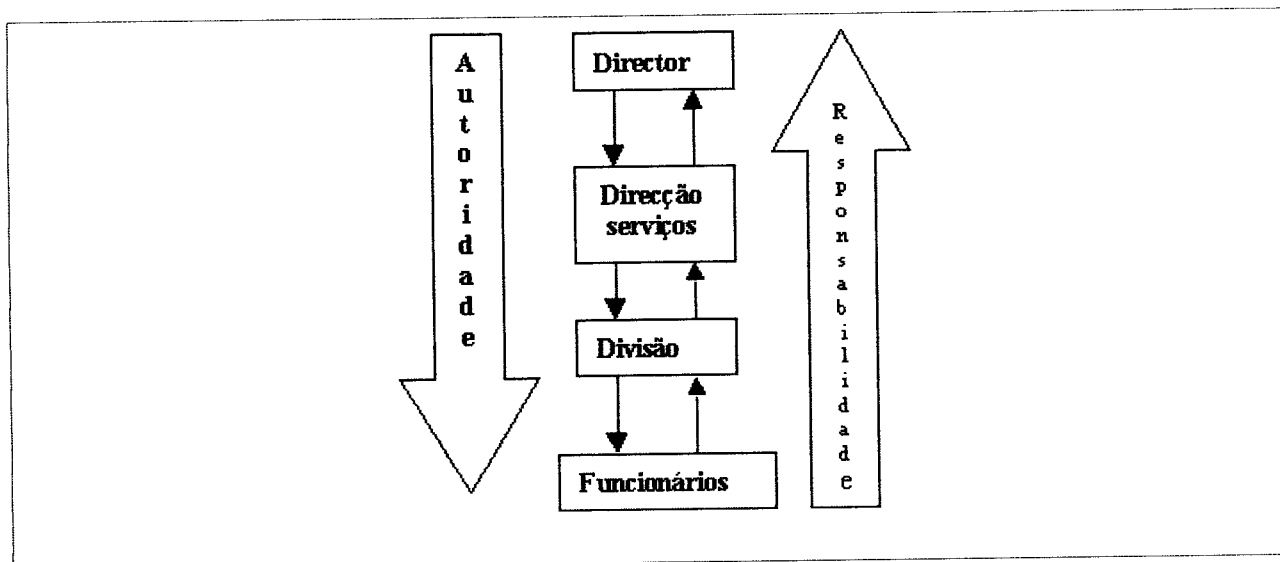 Autoridade
Director
Direcção
serviços
Divisão
Funcionários
Responsabilidade